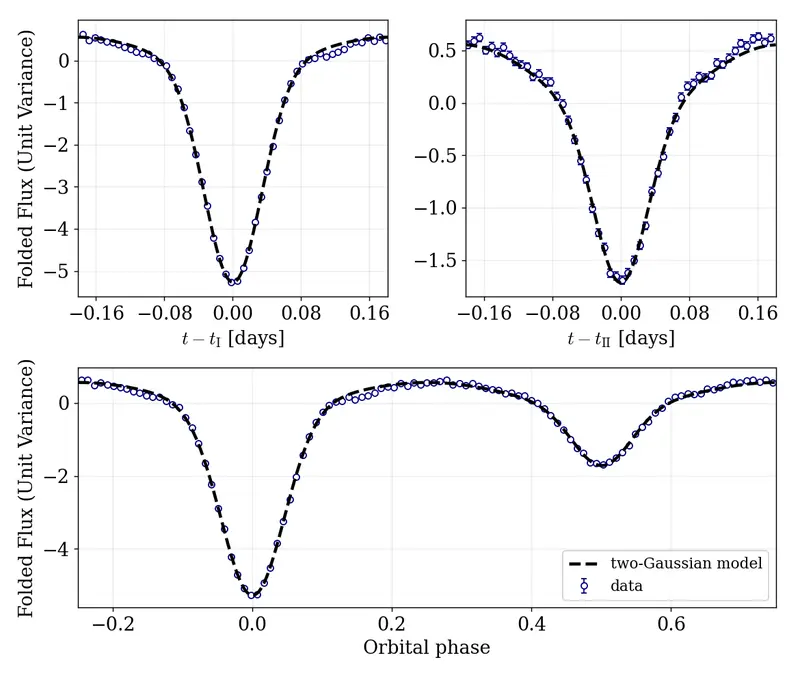 Folded Flux (Unit Variance)
0
−1
−2
−3
−4
−5
−0.16 −0.08 0.00 0.08 0.16
t − t_I [days]
0.5
0.0
−0.5
−1.0
−1.5
−0.16 −0.08 0.00 0.08 0.16
t − t_II [days]
Folded Flux (Unit Variance)
0
−2
−4
two-Gaussian model
data
−0.2 0.0 0.2 0.4 0.6
Orbital phase